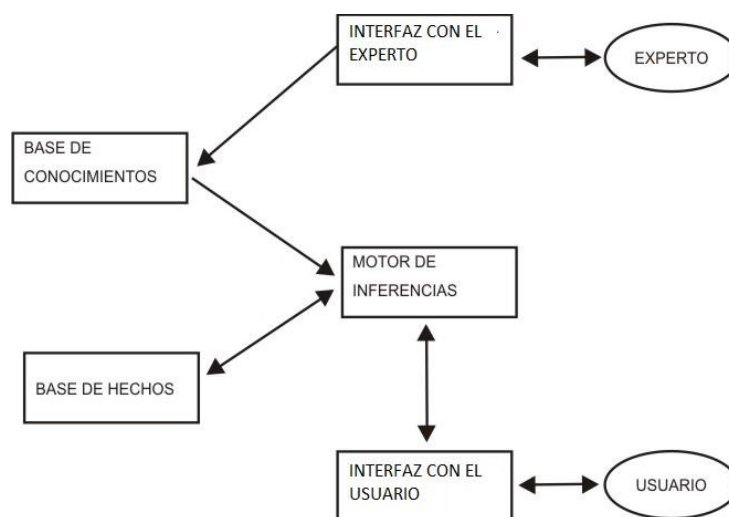 INTERFAZ CON EL
EXPERTO
EXPERTO
BASE DE
CONOCIMIENTOS
MOTOR DE
INFERENCIAS
BASE DE HECHOS
INTERFAZ CON EL
USUARIO
USUARIO